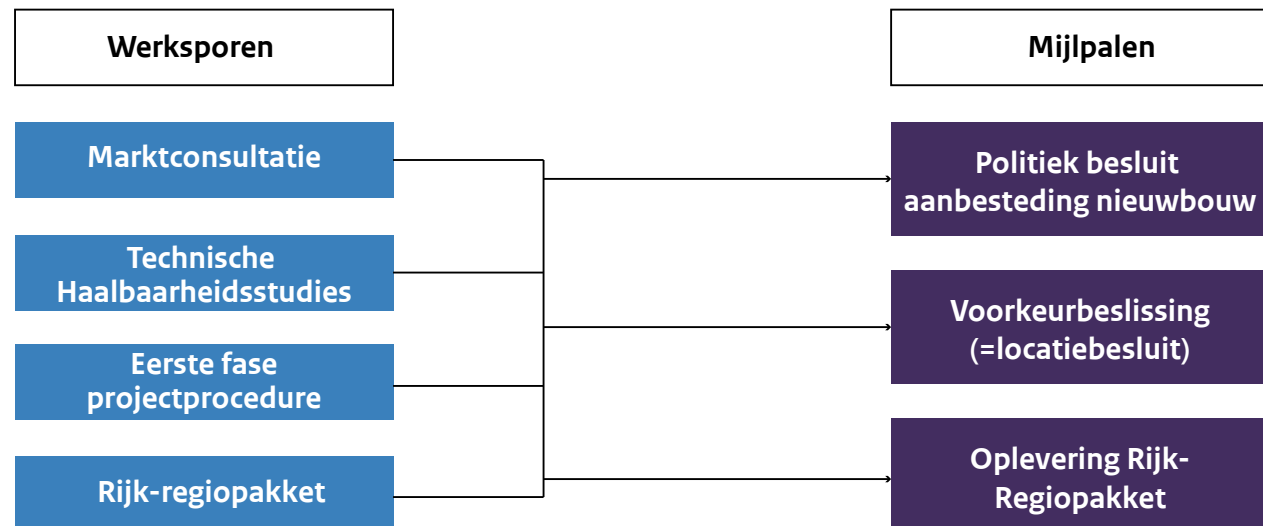 Werksporen
Marktconsultatie
Technische
Haalbaarheidsstudies
Eerste fase
projectprocedure
Rijk-regiopakket
Mijlpalen
Politiek besluit
aanbesteding nieuwbouw
Voorkeurbeslissing
(=locatiebesluit)
Oplevering Rijk-
Regiopakket